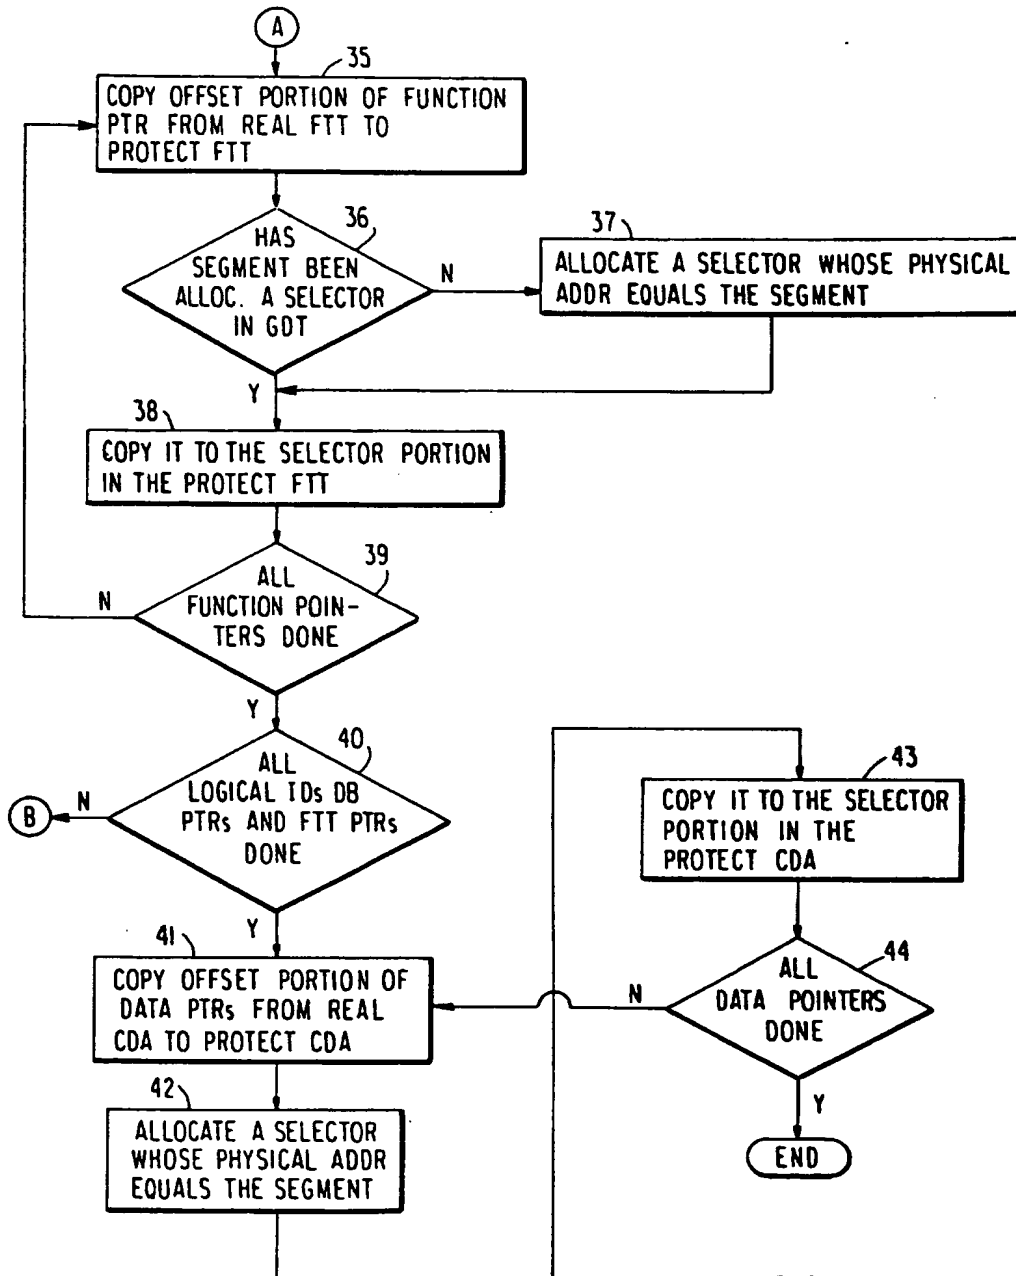 A
35
COPY OFFSET PORTION OF FUNCTION
PTR FROM REAL FTT TO
PROTECT FTT
36
HAS
SEGMENT BEEN
ALLOC. A SELECTOR
IN GDT
N
37
ALLOCATE A SELECTOR WHOSE PHYSICAL
ADDR EQUALS THE SEGMENT
Y
38
COPY IT TO THE SELECTOR PORTION
IN THE PROTECT FTT
39
ALL
FUNCTION POIN-
TERS DONE
N
Y
40
ALL
LOGICAL IDs DB
PTRs AND FTT PTRs
DONE
N
B
Y
41
COPY OFFSET PORTION OF
DATA PTRs FROM REAL
CDA TO PROTECT CDA
42
ALLOCATE A SELECTOR
WHOSE PHYSICAL ADDR
EQUALS THE SEGMENT
43
COPY IT TO THE SELECTOR
PORTION IN THE
PROTECT CDA
44
ALL
DATA POINTERS
DONE
N
Y
END